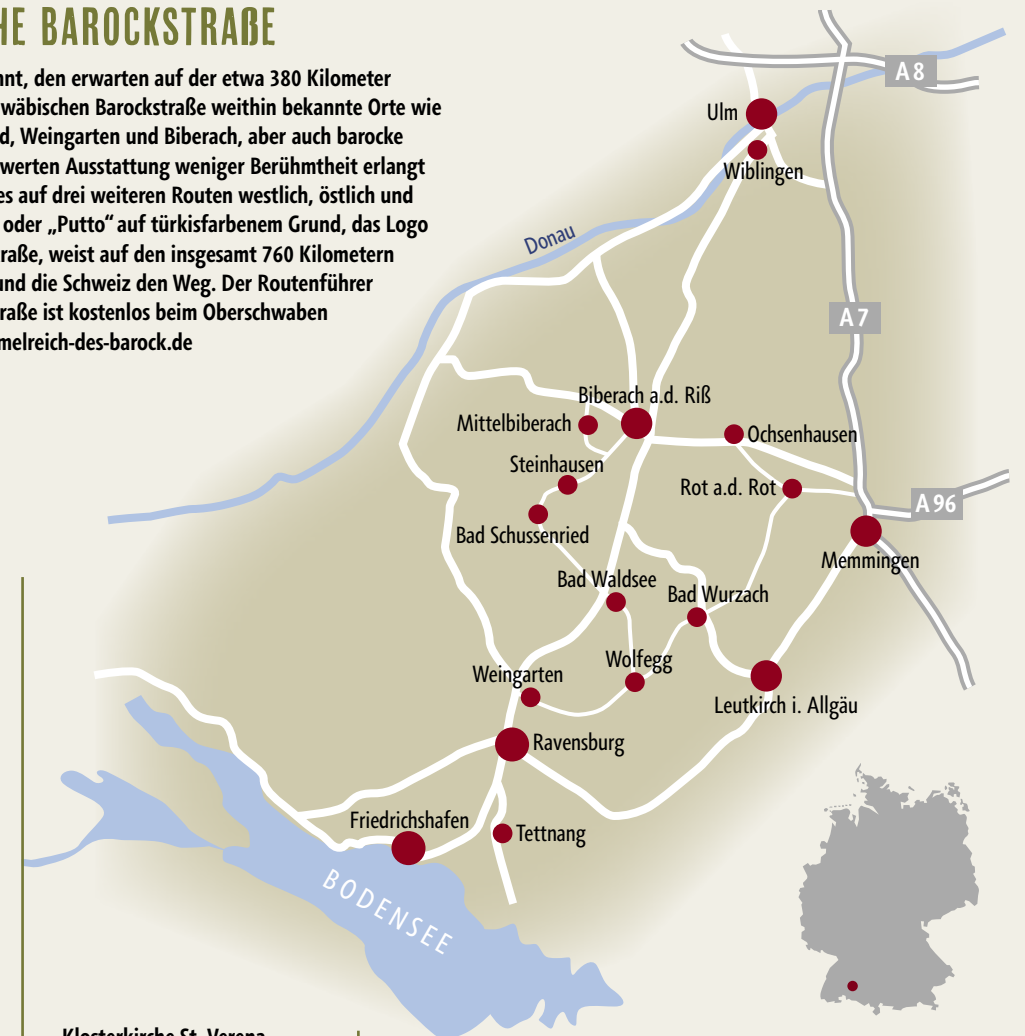 HE BAROCKSTRAßE
nnt, den erwarten auf der etwa 380 Kilometer
wäbischen Barockstraße weithin bekannte Orte wie
d, Weingarten und Biberach, aber auch barocke
werten Ausstattung weniger Berühmtheit erlangt
es auf drei weiteren Routen westlich, östlich und
oder „Putto“ auf türkisfarbenem Grund, das Logo
raße, weist auf den insgesamt 760 Kilometern
und die Schweiz den Weg. Der Routenführer
traße ist kostenlos beim Oberschwaben
melreich-des-barock.de
A 8
Ulm
Wiblingen
Donau
A 7
Biberach a.d. Riß
Mittelbiberach
Ochsenhausen
Steinhausen
Rot a.d. Rot
A 96
Bad Schussenried
Memmingen
Bad Waldsee
Bad Wurzach
Wolfegg
Weingarten
Leutkirch i. Allgäu
Ravensburg
Friedrichshafen
Tettnang
BODENSEE
Klosterkirche St. Verena